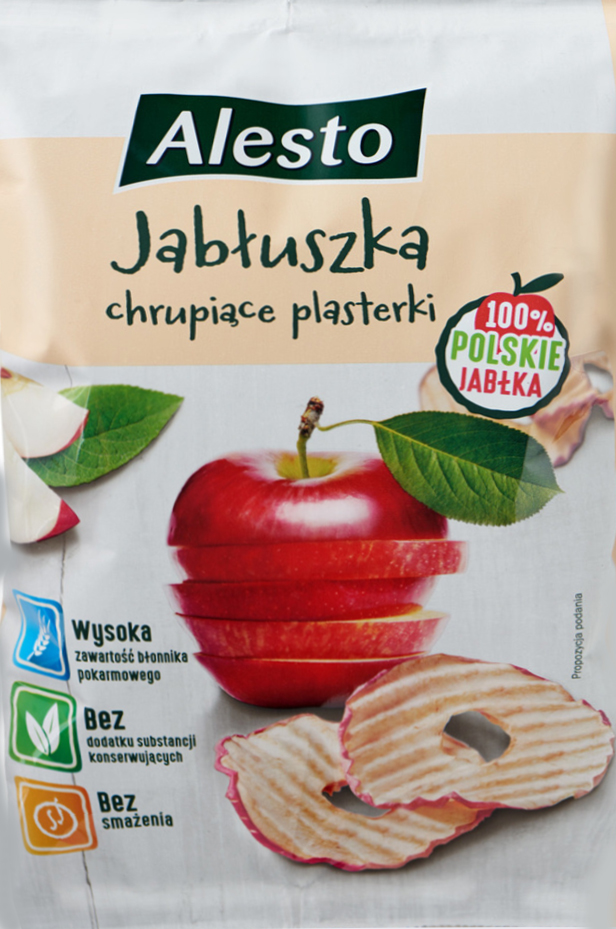 Alesto
Jabłuszka
chrupiące plasterki
100%
POLSKIE
JABŁKA
Propozycja podania
Wysoka
zawartość błonnika
pokarmowego
Bez
dodatku substancji
konserwujących
Bez
smażenia